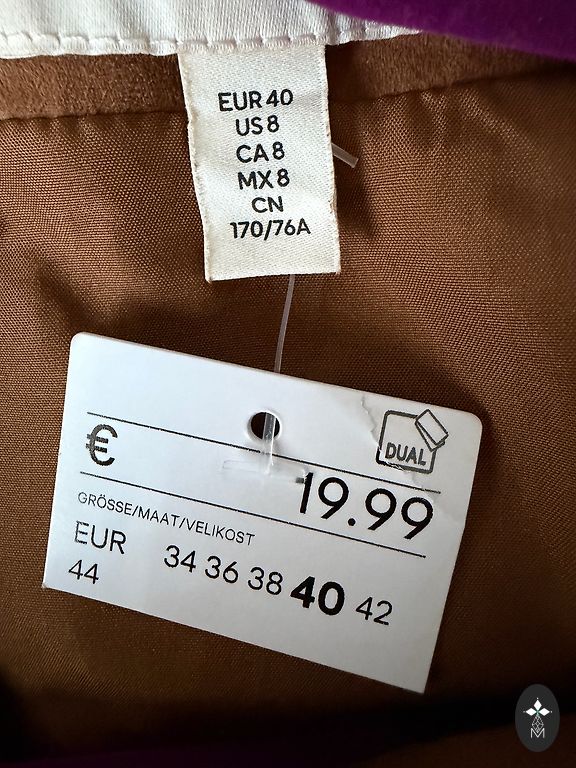 EUR 40
US 8
CA 8
MX 8
CN
170/76A
DUAL
€ 19.99
GRÖSSE/MAAT/VELIKOST
EUR 34 36 38 40 42
44
M